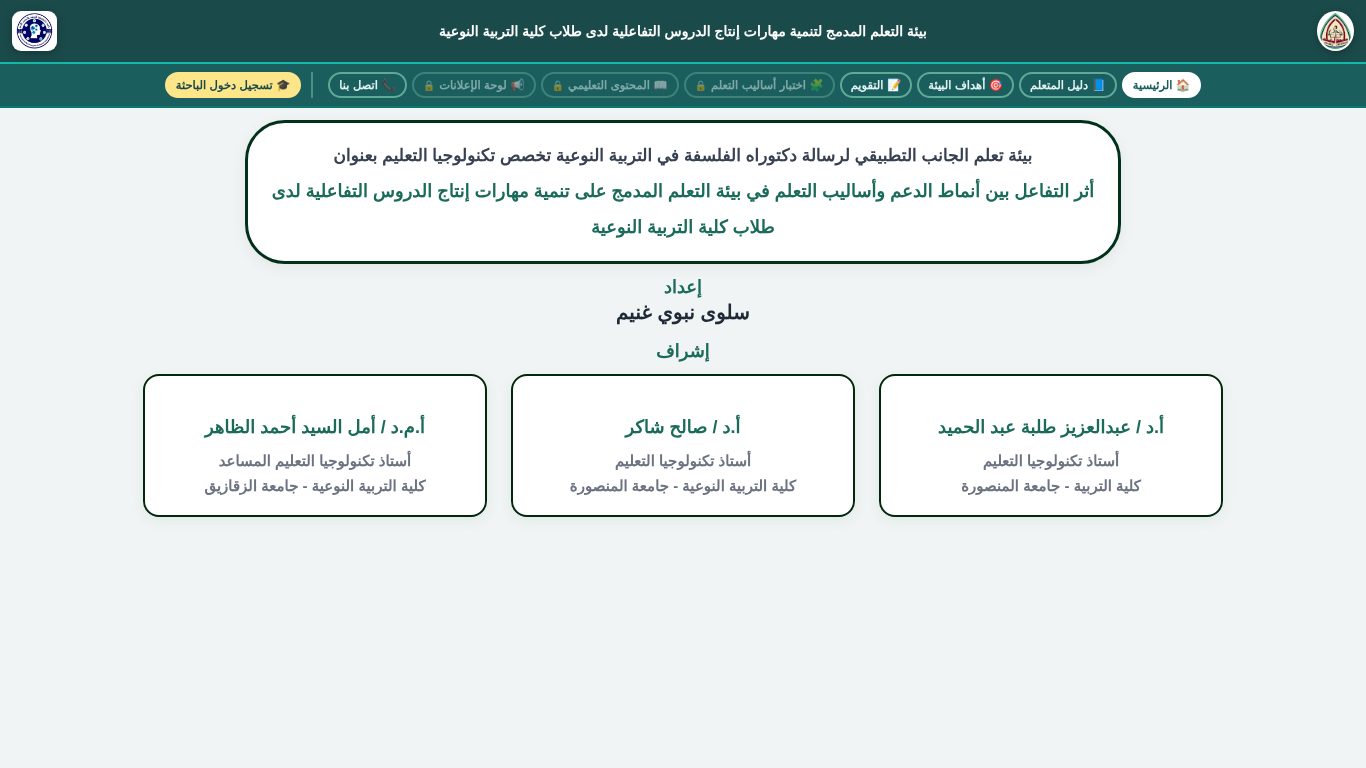 بيئة التعلم المدمج لتنمية مهارات إنتاج الدروس التفاعلية لدى طلاب كلية التربية النوعية
🏠 الرئيسية
📘 دليل المتعلم
🎯 أهداف البيئة
📝 التقويم
🧩 اختبار أساليب التعلم 🔒
📖 المحتوى التعليمي 🔒
📢 لوحة الإعلانات 🔒
📞 اتصل بنا
🎓 تسجيل دخول الباحثة
بيئة تعلم الجانب التطبيقي لرسالة دكتوراه الفلسفة في التربية النوعية تخصص تكنولوجيا التعليم بعنوان
أثر التفاعل بين أنماط الدعم وأساليب التعلم في بيئة التعلم المدمج على تنمية مهارات إنتاج الدروس التفاعلية لدى
طلاب كلية التربية النوعية
إعداد
سلوى نبوي غنيم
إشراف
أ.د / عبدالعزيز طلبة عبد الحميد
أستاذ تكنولوجيا التعليم
كلية التربية - جامعة المنصورة
أ.د / صالح شاكر
أستاذ تكنولوجيا التعليم
كلية التربية النوعية - جامعة المنصورة
أ.م.د / أمل السيد أحمد الظاهر
أستاذ تكنولوجيا التعليم المساعد
كلية التربية النوعية - جامعة الزقازيق